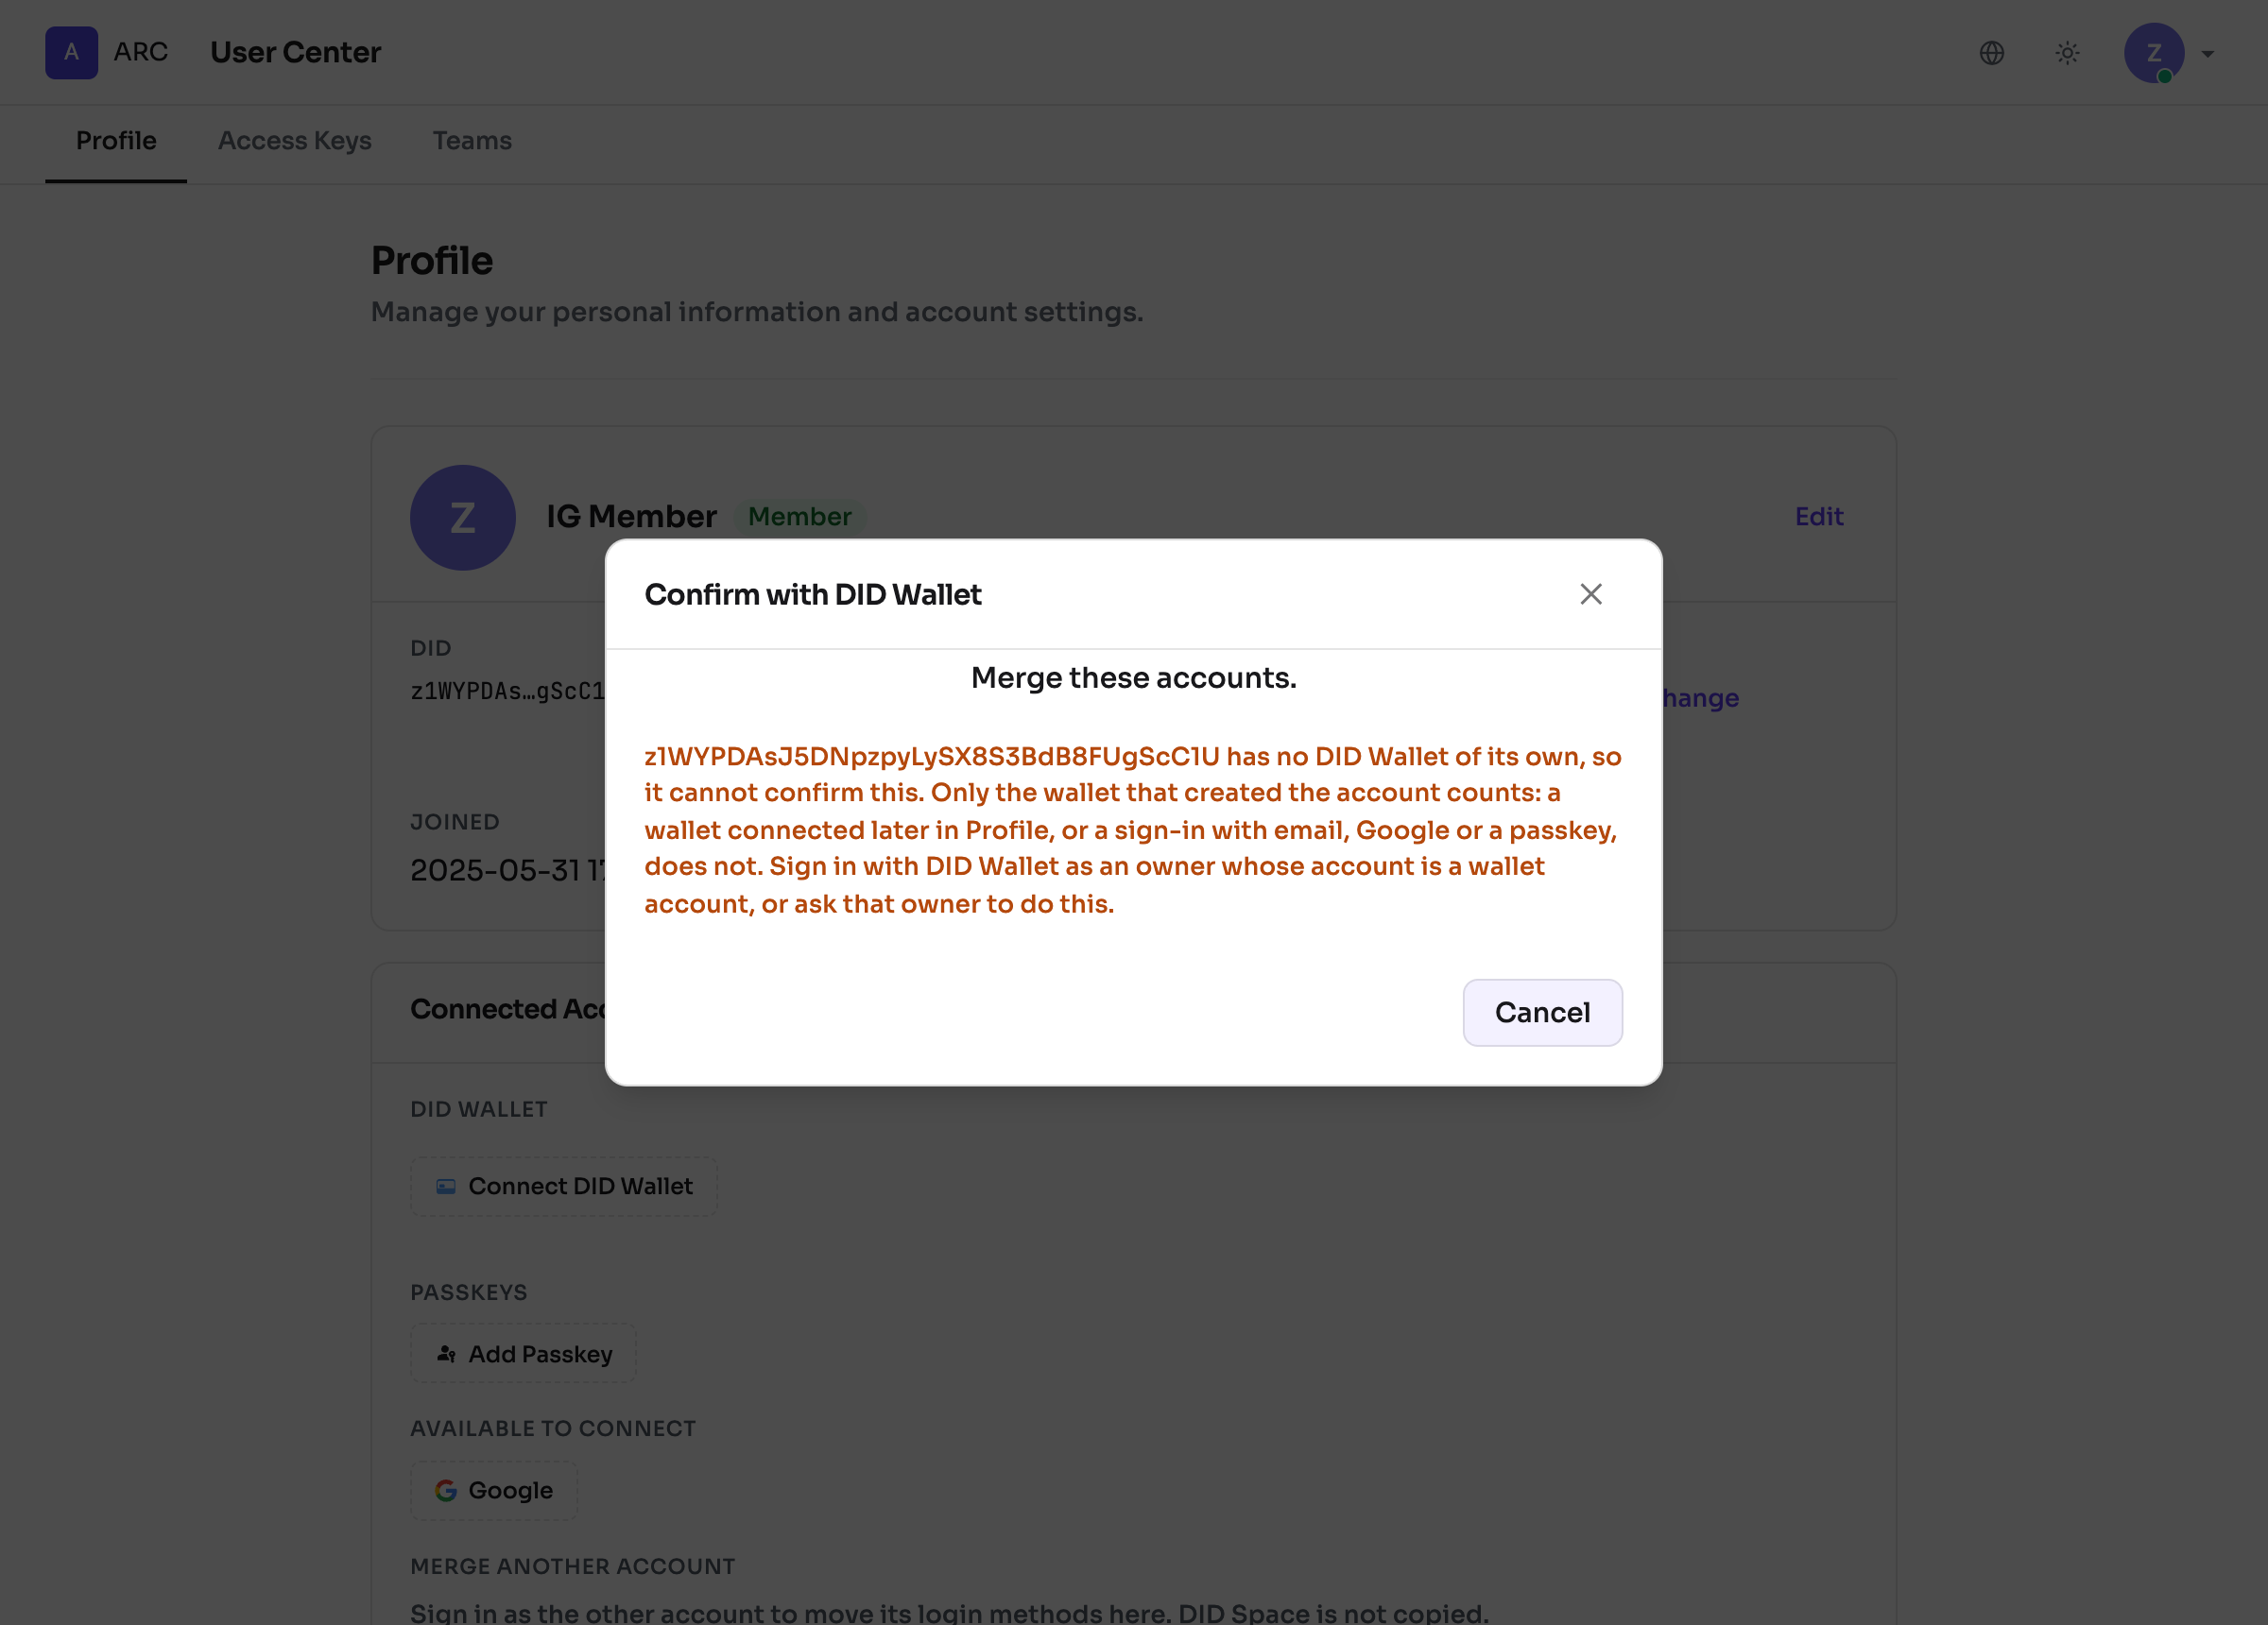 A ARC User Center Z
Profile Access Keys Teams
Profile
Manage your personal information and account settings.
Z IG Member Member Edit
Confirm with DID Wallet
Merge these accounts.
z1WYPDAsJ5DNpzpyLySX8S3BdB8FUgScC1U has no DID Wallet of its own, so
it cannot confirm this. Only the wallet that created the account counts: a
wallet connected later in Profile, or a sign-in with email, Google or a passkey,
does not. Sign in with DID Wallet as an owner whose account is a wallet
account, or ask that owner to do this.
Cancel
DID
z1WYPDAs…gScC1
hange
JOINED
2025-05-31 17
Connected Acc
DID WALLET
Connect DID Wallet
PASSKEYS
Add Passkey
AVAILABLE TO CONNECT
Google
MERGE ANOTHER ACCOUNT
Sign in as the other account to move its login methods here. DID Space is not copied.